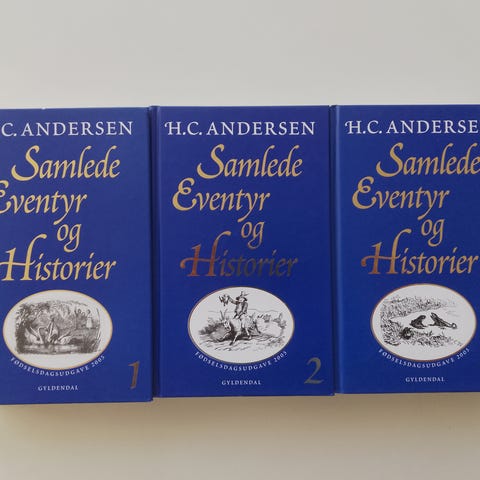 .C. ANDERSEN
Samlede
Eventyr
og
Historier
FØDSELSDAGSUDGAVE 2005
1
GYLDENDAL
H.C. ANDERSEN
Samlede
Eventyr
og
Historier
FØDSELSDAGSUDGAVE 2005
2
GYLDENDAL
H.C. ANDERSE
Samlede
Eventyr
og
Historier
FØDSELSDAGSUDGAVE 2005
GYLDENDAL